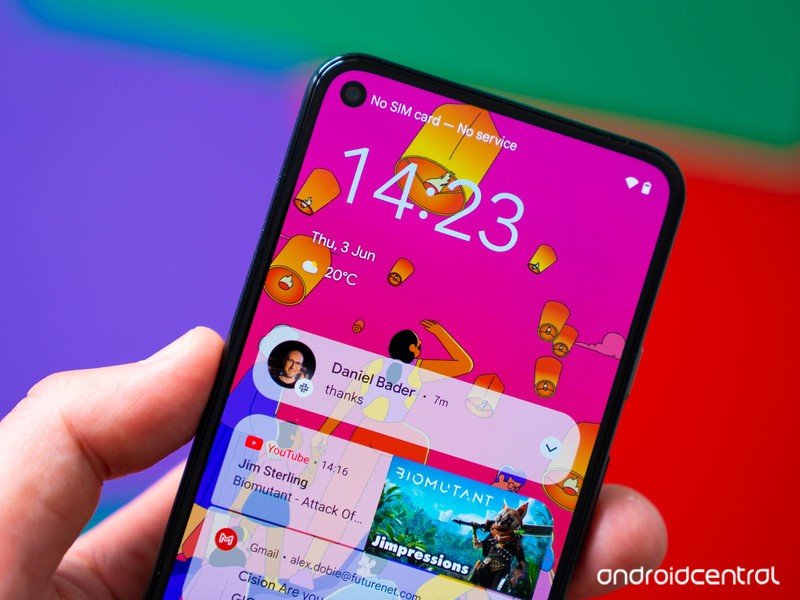 No SIM card — No service
14:23
Thu, 3 Jun
20°C
Daniel Bader • 7m
thanks
YouTube • 14:16
Jim Sterling
Biomutant - Attack Of...
BIOMUTANT
Jimpressions
Gmail • alex.dobie@futurenet.com
Cision Are you
androidcentral